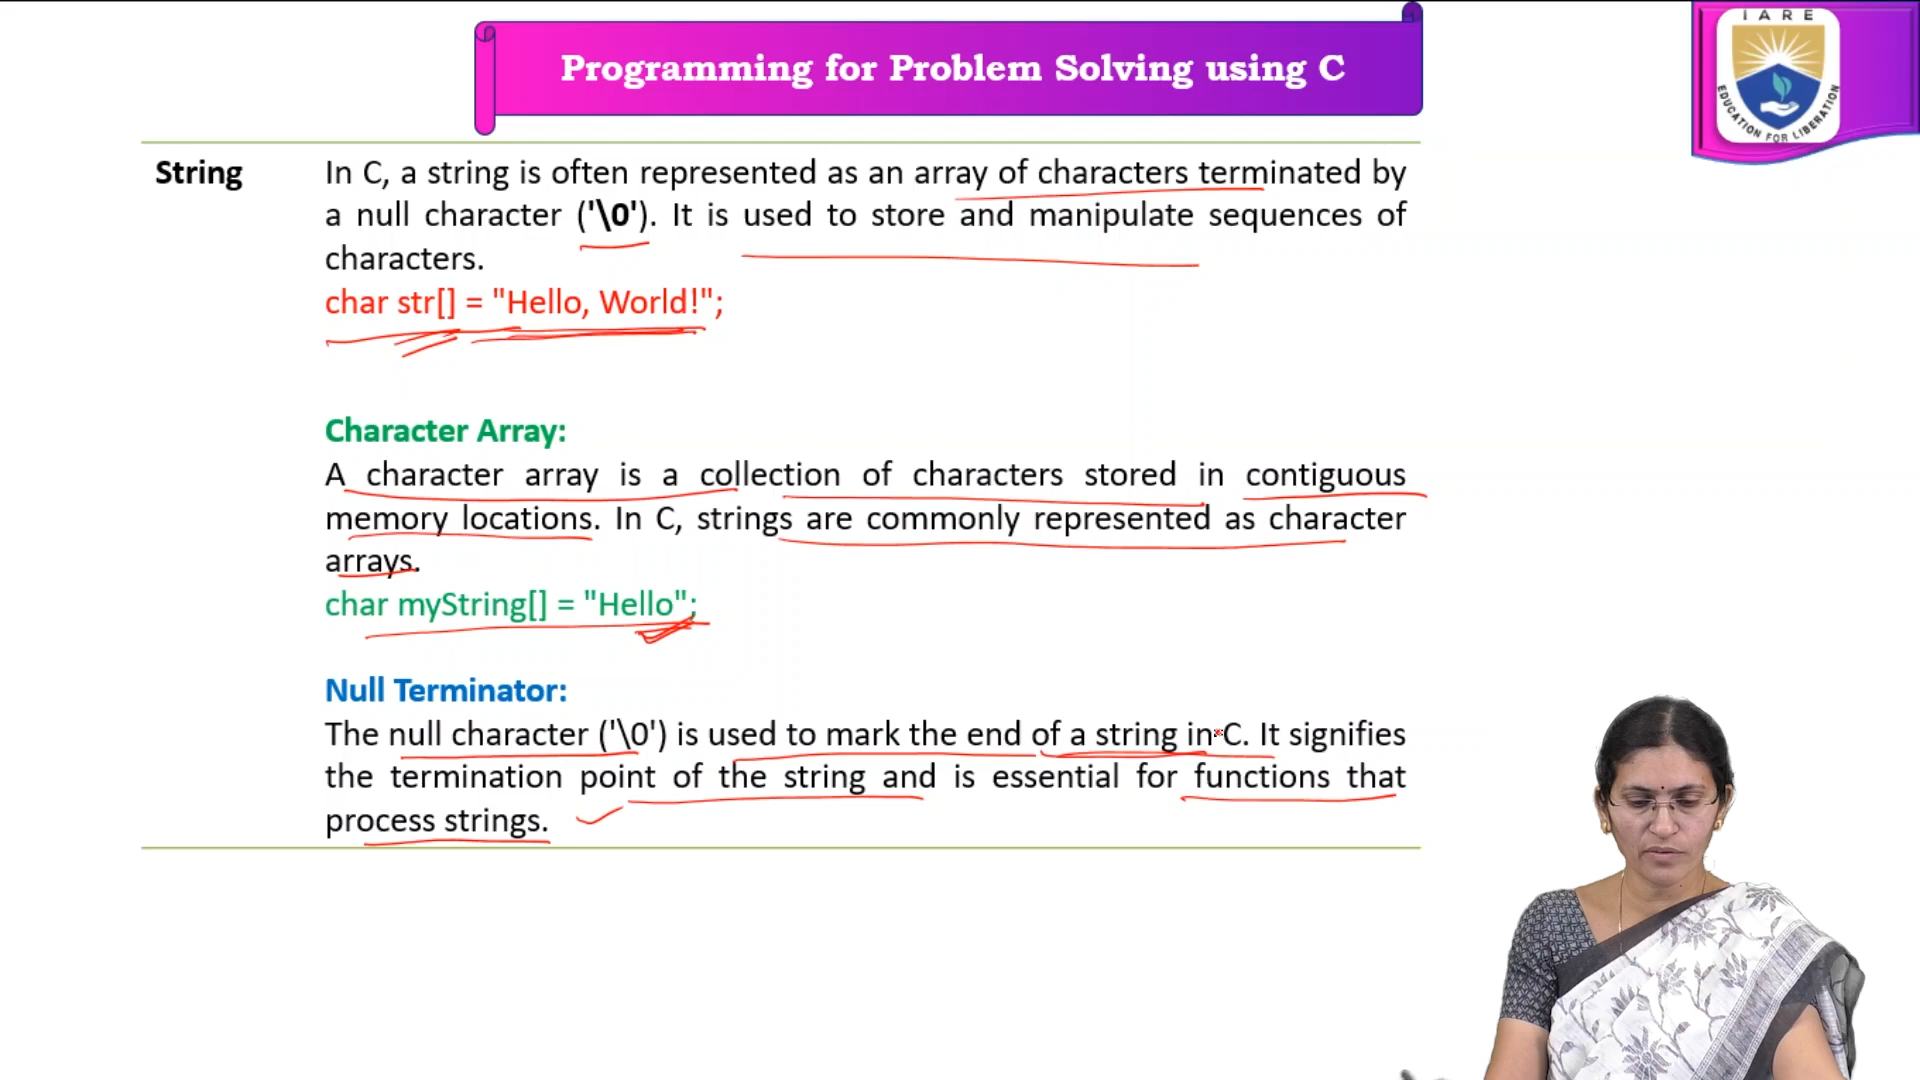 Programming for Problem Solving using C
IARE
EDUCATION FOR LIBERATION
String
In C, a string is often represented as an array of characters terminated by
a null character ('\0'). It is used to store and manipulate sequences of
characters.
char str[] = "Hello, World!";
Character Array:
A character array is a collection of characters stored in contiguous
memory locations. In C, strings are commonly represented as character
arrays.
char myString[] = "Hello";
Null Terminator:
The null character ('\0') is used to mark the end of a string in C. It signifies
the termination point of the string and is essential for functions that
process strings.